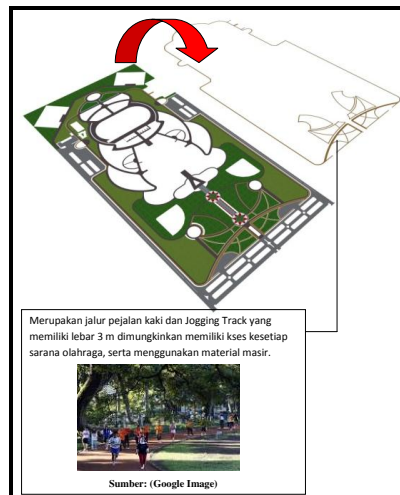 Merupakan jalur pejalan kaki dan Jogging Track yang
memiliki lebar 3 m dimungkinkan memiliki kses kesetiap
sarana olahraga, serta menggunakan material masir.
Sumber: (Google Image)